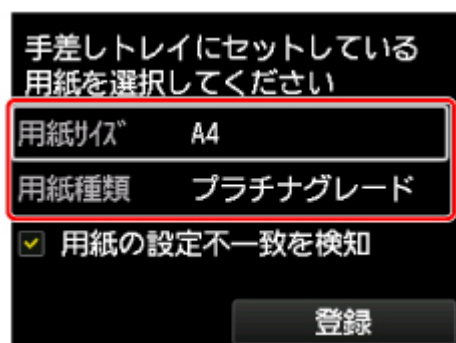 手差しトレイにセットしている
用紙を選択してください
用紙ｻｲｽﾞ A4
用紙種類 プラチナグレード
用紙の設定不一致を検知
登録